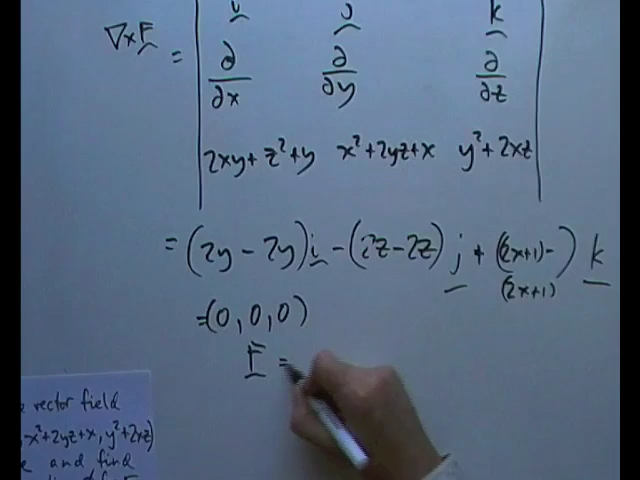 i j k
∇×F =
∂/∂x ∂/∂y ∂/∂z
2xy+z²+y x²+2yz+x y²+2xz
=(2y-2y)i-(2z-2z)j+((2x+1)-(2x+1))k
=(0,0,0)
F =
vector field
x²+2yz+x, y²+2xz)
and find